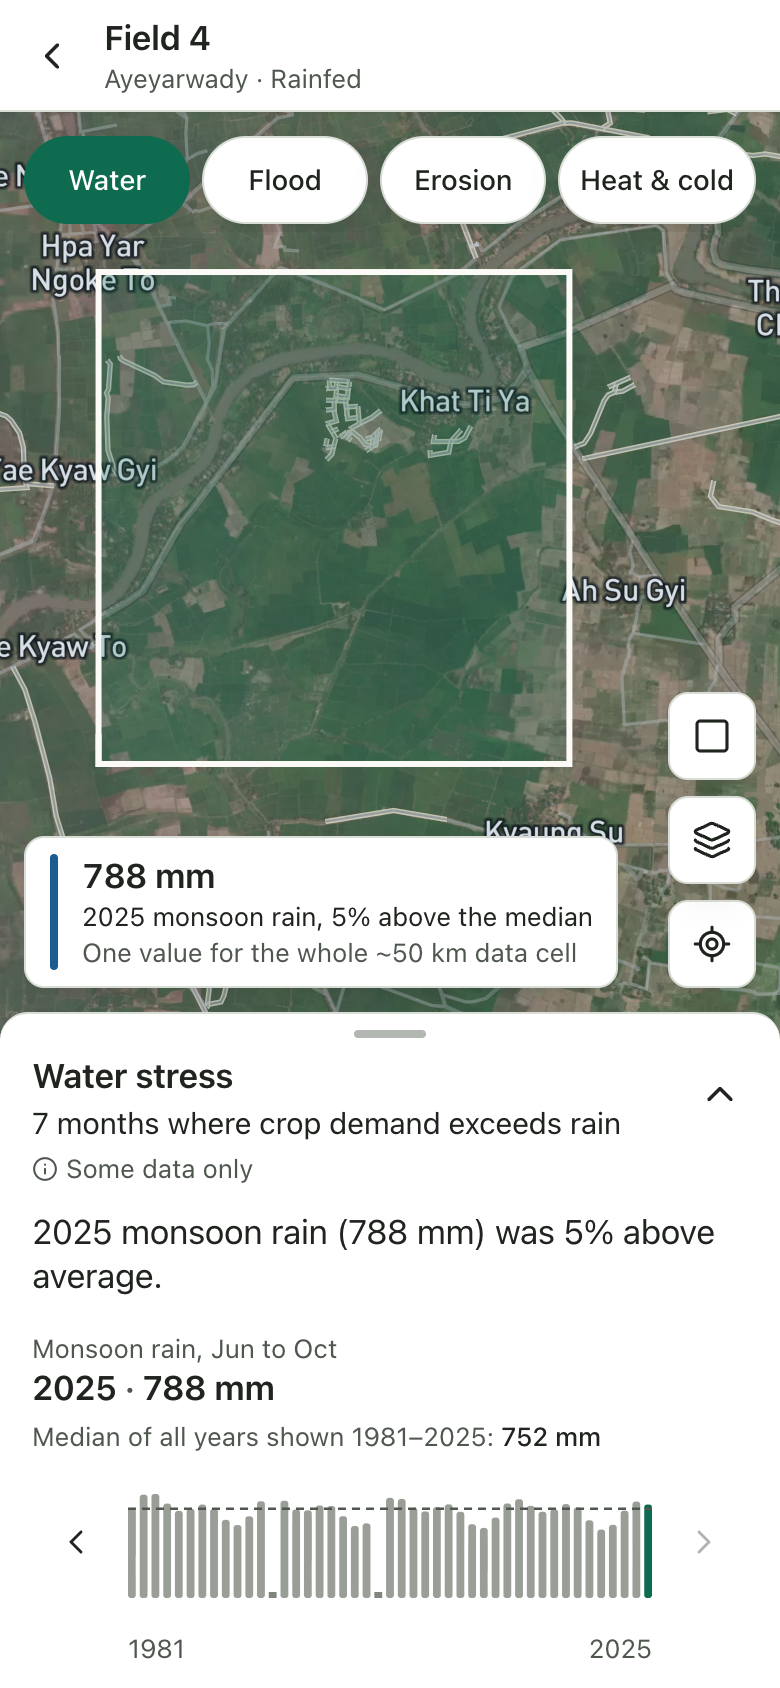 Field 4
Ayeyarwady · Rainfed
Water
Flood
Erosion
Heat & cold
Hpa Yar
Ngoke To
Khat Ti Ya
Kyaw Gyi
Ah Su Gyi
Kyaw To
Kyaung Su
788 mm
2025 monsoon rain, 5% above the median
One value for the whole ~50 km data cell
Water stress
7 months where crop demand exceeds rain
Some data only
2025 monsoon rain (788 mm) was 5% above
average.
Monsoon rain, Jun to Oct
2025 · 788 mm
Median of all years shown 1981–2025: 752 mm
1981
2025